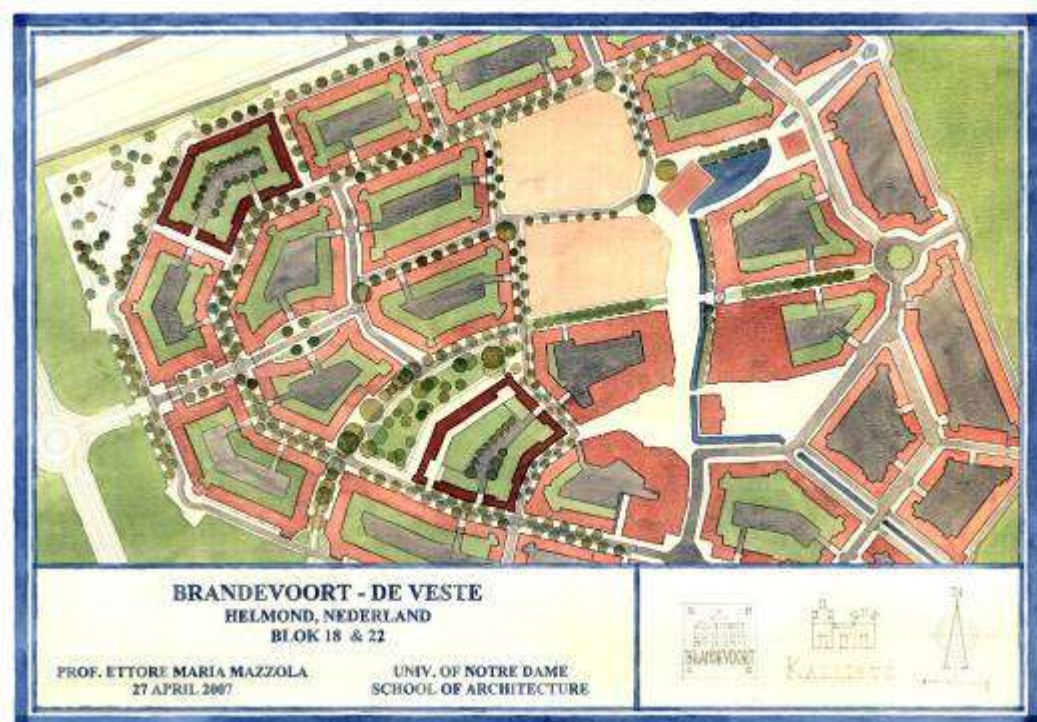 BRANDEVOORT - DE VESTE
HELMOND, NEDERLAND
BLOK 18 & 22
PROF. ETTORE MARIA MAZZOLA
27 APRIL 2007
UNIV. OF NOTRE DAME
SCHOOL OF ARCHITECTURE
BRANDEVOORT